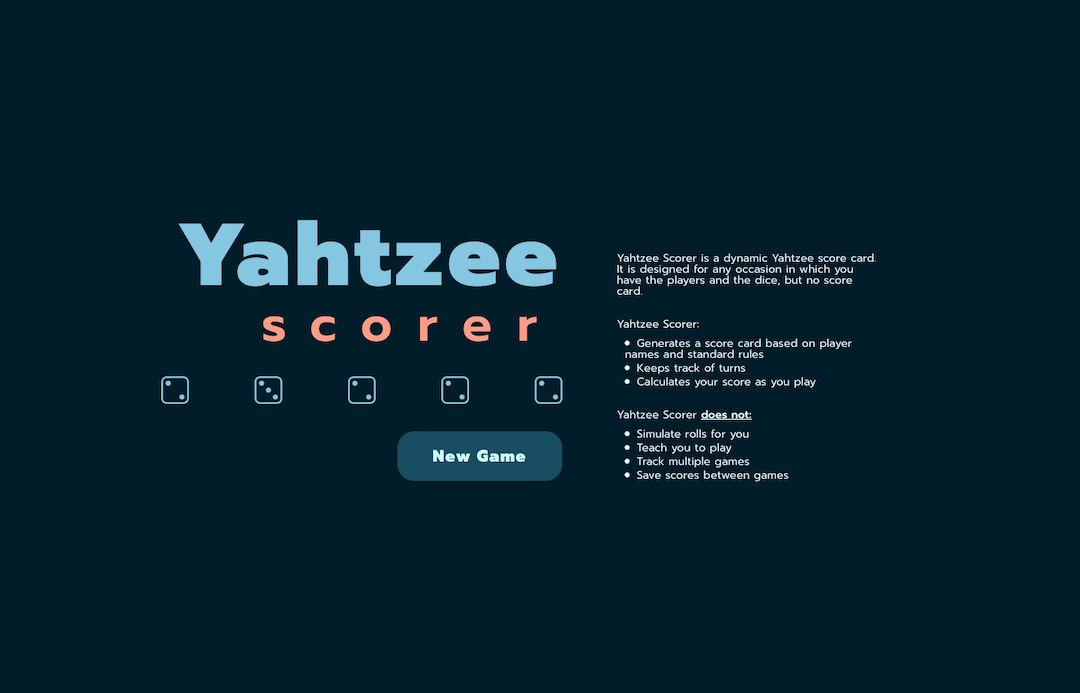 Yahtzee
scorer
New Game
Yahtzee Scorer is a dynamic Yahtzee score card.
It is designed for any occasion in which you
have the players and the dice, but no score
card.
Yahtzee Scorer:
• Generates a score card based on player
names and standard rules
• Keeps track of turns
• Calculates your score as you play
Yahtzee Scorer does not:
• Simulate rolls for you
• Teach you to play
• Track multiple games
• Save scores between games